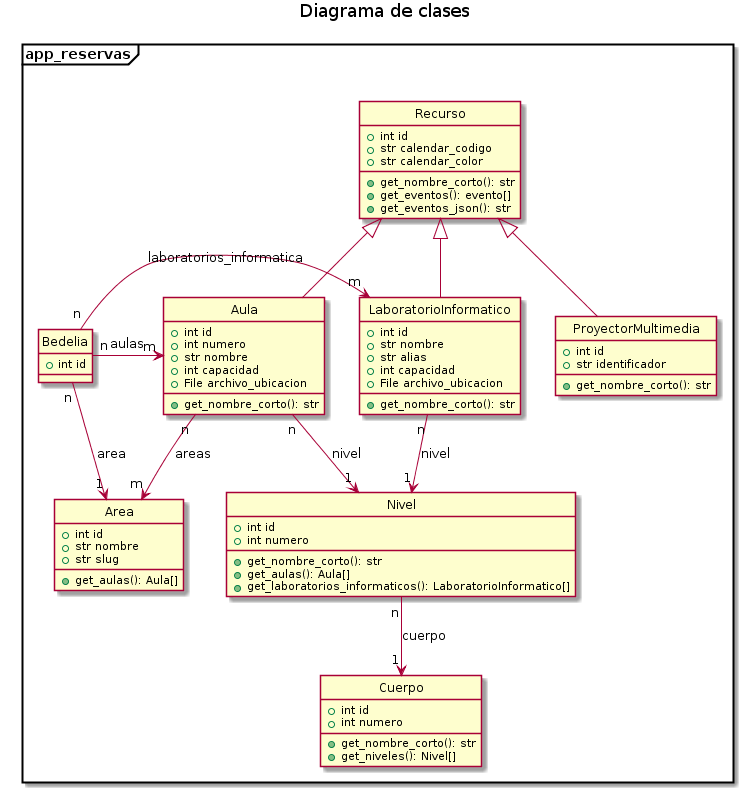 Diagrama de clases
app_reservas
Recurso
int id
str calendar_codigo
str calendar_color
get_nombre_corto(): str
get_eventos(): evento[]
get_eventos_json(): str
laboratorios_informatica
n
m
Bedelia
int id
n
aulas
m
Aula
int id
int numero
str nombre
int capacidad
File archivo_ubicacion
get_nombre_corto(): str
LaboratorioInformatico
int id
str nombre
str alias
int capacidad
File archivo_ubicacion
get_nombre_corto(): str
ProyectorMultimedia
int id
str identificador
get_nombre_corto(): str
n
area
1
n
areas
m
n
nivel
1
n
nivel
1
Area
int id
str nombre
str slug
get_aulas(): Aula[]
Nivel
int id
int numero
get_nombre_corto(): str
get_aulas(): Aula[]
get_laboratorios_informaticos(): LaboratorioInformatico[]
n
cuerpo
1
Cuerpo
int id
int numero
get_nombre_corto(): str
get_niveles(): Nivel[]